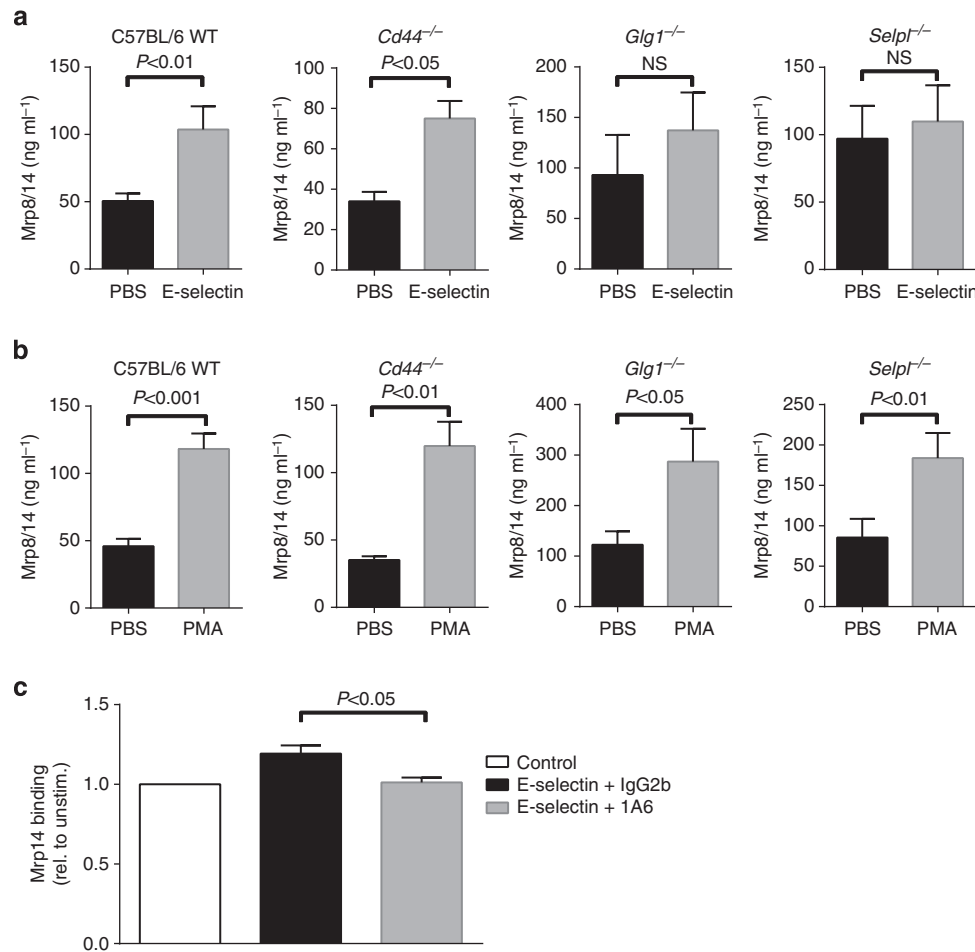 a
C57BL/6 WT
P<0.01
Mrp8/14 (ng ml⁻¹)
150
100
50
0
PBS E-selectin
Cd44⁻/⁻
P<0.05
Mrp8/14 (ng ml⁻¹)
100
80
60
40
20
0
PBS E-selectin
Glg1⁻/⁻
NS
Mrp8/14 (ng ml⁻¹)
200
150
100
50
0
PBS E-selectin
Selpl⁻/⁻
NS
Mrp8/14 (ng ml⁻¹)
150
100
50
0
PBS E-selectin
b
C57BL/6 WT
P<0.001
Mrp8/14 (ng ml⁻¹)
150
100
50
0
PBS PMA
Cd44⁻/⁻
P<0.01
Mrp8/14 (ng ml⁻¹)
150
100
50
0
PBS PMA
Glg1⁻/⁻
P<0.05
Mrp8/14 (ng ml⁻¹)
400
300
200
100
0
PBS PMA
Selpl⁻/⁻
P<0.01
Mrp8/14 (ng ml⁻¹)
250
200
150
100
50
0
PBS PMA
c
Mrp14 binding
(rel. to unstim.)
1.5
1.0
0.5
0.0
P<0.05
Control
E-selectin + IgG2b
E-selectin + 1A6